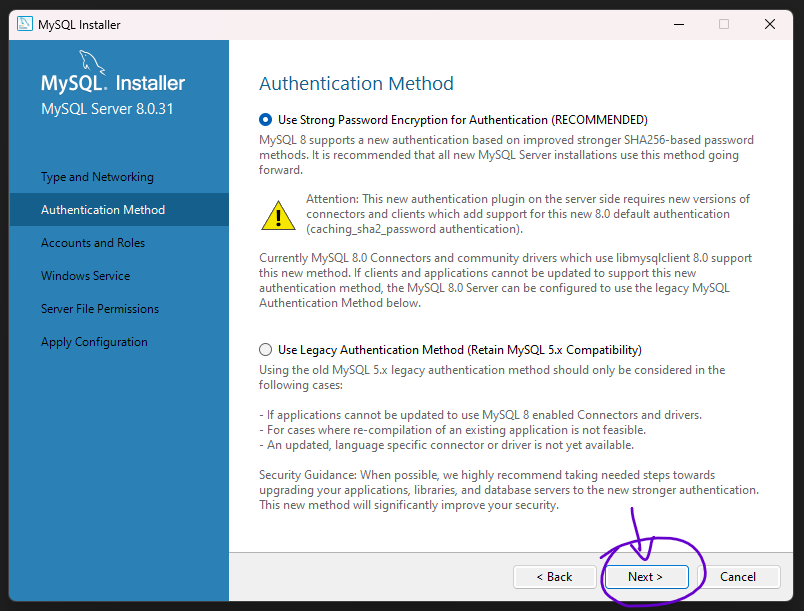 MySQL Installer
MySQL. Installer
MySQL Server 8.0.31
Type and Networking
Authentication Method
Accounts and Roles
Windows Service
Server File Permissions
Apply Configuration
Authentication Method
Use Strong Password Encryption for Authentication (RECOMMENDED)
MySQL 8 supports a new authentication based on improved stronger SHA256-based password
methods. It is recommended that all new MySQL Server installations use this method going
forward.
Attention: This new authentication plugin on the server side requires new versions of
connectors and clients which add support for this new 8.0 default authentication
(caching_sha2_password authentication).
Currently MySQL 8.0 Connectors and community drivers which use libmysqlclient 8.0 support
this new method. If clients and applications cannot be updated to support this new
authentication method, the MySQL 8.0 Server can be configured to use the legacy MySQL
Authentication Method below.
Use Legacy Authentication Method (Retain MySQL 5.x Compatibility)
Using the old MySQL 5.x legacy authentication method should only be considered in the
following cases:
- If applications cannot be updated to use MySQL 8 enabled Connectors and drivers.
- For cases where re-compilation of an existing application is not feasible.
- An updated, language specific connector or driver is not yet available.
Security Guidance: When possible, we highly recommend taking needed steps towards
upgrading your applications, libraries, and database servers to the new stronger authentication.
This new method will significantly improve your security.
< Back
Next >
Cancel